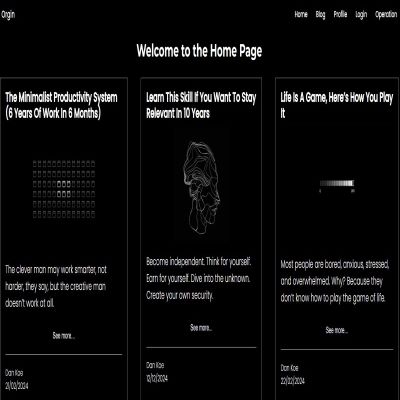 Orgin
Home Blog Profile Login Operation
Welcome to the Home Page
The Minimalist Productivity System
(6 Years Of Work In 6 Months)
The clever man may work smarter, not
harder, they say, but the creative man
doesn't work at all.
See more...
Dan Koe
21/02/2024
Learn This Skill If You Want To Stay
Relevant In 10 Years
Become independent. Think for yourself.
Earn for yourself. Dive into the unknown.
Create your own security.
See more...
Dan Koe
12/12/2024
Life Is A Game, Here's How You Play
It
Most people are bored, anxious, stressed,
and overwhelmed. Why? Because they
don't know how to play the game of life.
See more...
Dan Koe
22/02/2024